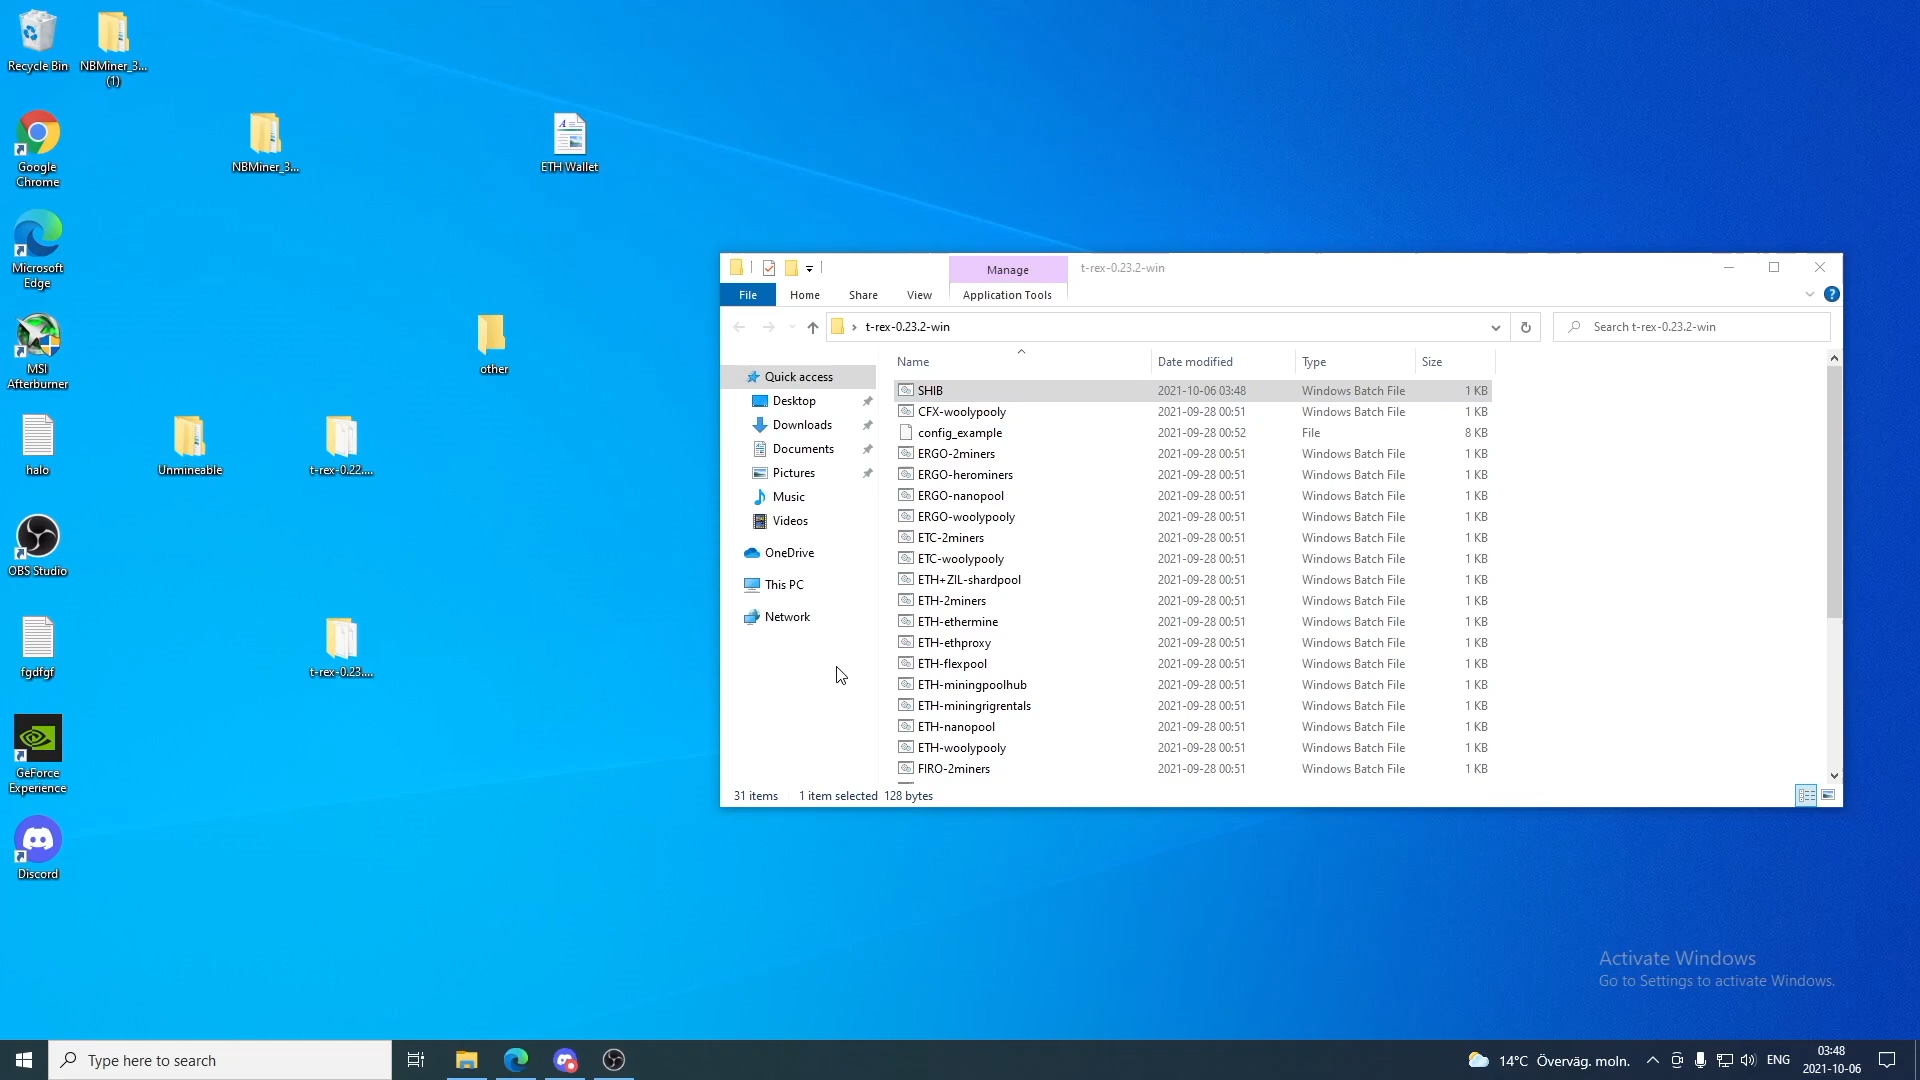 Recycle Bin
NBMiner_3...
(1)
Google
Chrome
NBMiner_3...
ETH Wallet
Microsoft
Edge
MSI
Afterburner
other
halo
Unmineable
t-rex-0.22....
OBS Studio
fgdfgf
t-rex-0.23....
GeForce
Experience
Discord
Manage
t-rex-0.23.2-win
File
Home
Share
View
Application Tools
t-rex-0.23.2-win
Search t-rex-0.23.2-win
Name
Date modified
Type
Size
Quick access
Desktop
Downloads
Documents
Pictures
Music
Videos
OneDrive
This PC
Network
SHIB 2021-10-06 03:48 Windows Batch File 1 KB
CFX-woolypooly 2021-09-28 00:51 Windows Batch File 1 KB
config_example 2021-09-28 00:52 File 8 KB
ERGO-2miners 2021-09-28 00:51 Windows Batch File 1 KB
ERGO-herominers 2021-09-28 00:51 Windows Batch File 1 KB
ERGO-nanopool 2021-09-28 00:51 Windows Batch File 1 KB
ERGO-woolypooly 2021-09-28 00:51 Windows Batch File 1 KB
ETC-2miners 2021-09-28 00:51 Windows Batch File 1 KB
ETC-woolypooly 2021-09-28 00:51 Windows Batch File 1 KB
ETH+ZIL-shardpool 2021-09-28 00:51 Windows Batch File 1 KB
ETH-2miners 2021-09-28 00:51 Windows Batch File 1 KB
ETH-ethermine 2021-09-28 00:51 Windows Batch File 1 KB
ETH-ethproxy 2021-09-28 00:51 Windows Batch File 1 KB
ETH-flexpool 2021-09-28 00:51 Windows Batch File 1 KB
ETH-miningpoolhub 2021-09-28 00:51 Windows Batch File 1 KB
ETH-miningrigrentals 2021-09-28 00:51 Windows Batch File 1 KB
ETH-nanopool 2021-09-28 00:51 Windows Batch File 1 KB
ETH-woolypooly 2021-09-28 00:51 Windows Batch File 1 KB
FIRO-2miners 2021-09-28 00:51 Windows Batch File 1 KB
31 items 1 item selected 128 bytes
Activate Windows
Go to Settings to activate Windows.
Type here to search
14°C Överväg. moln.
ENG
03:48
2021-10-06